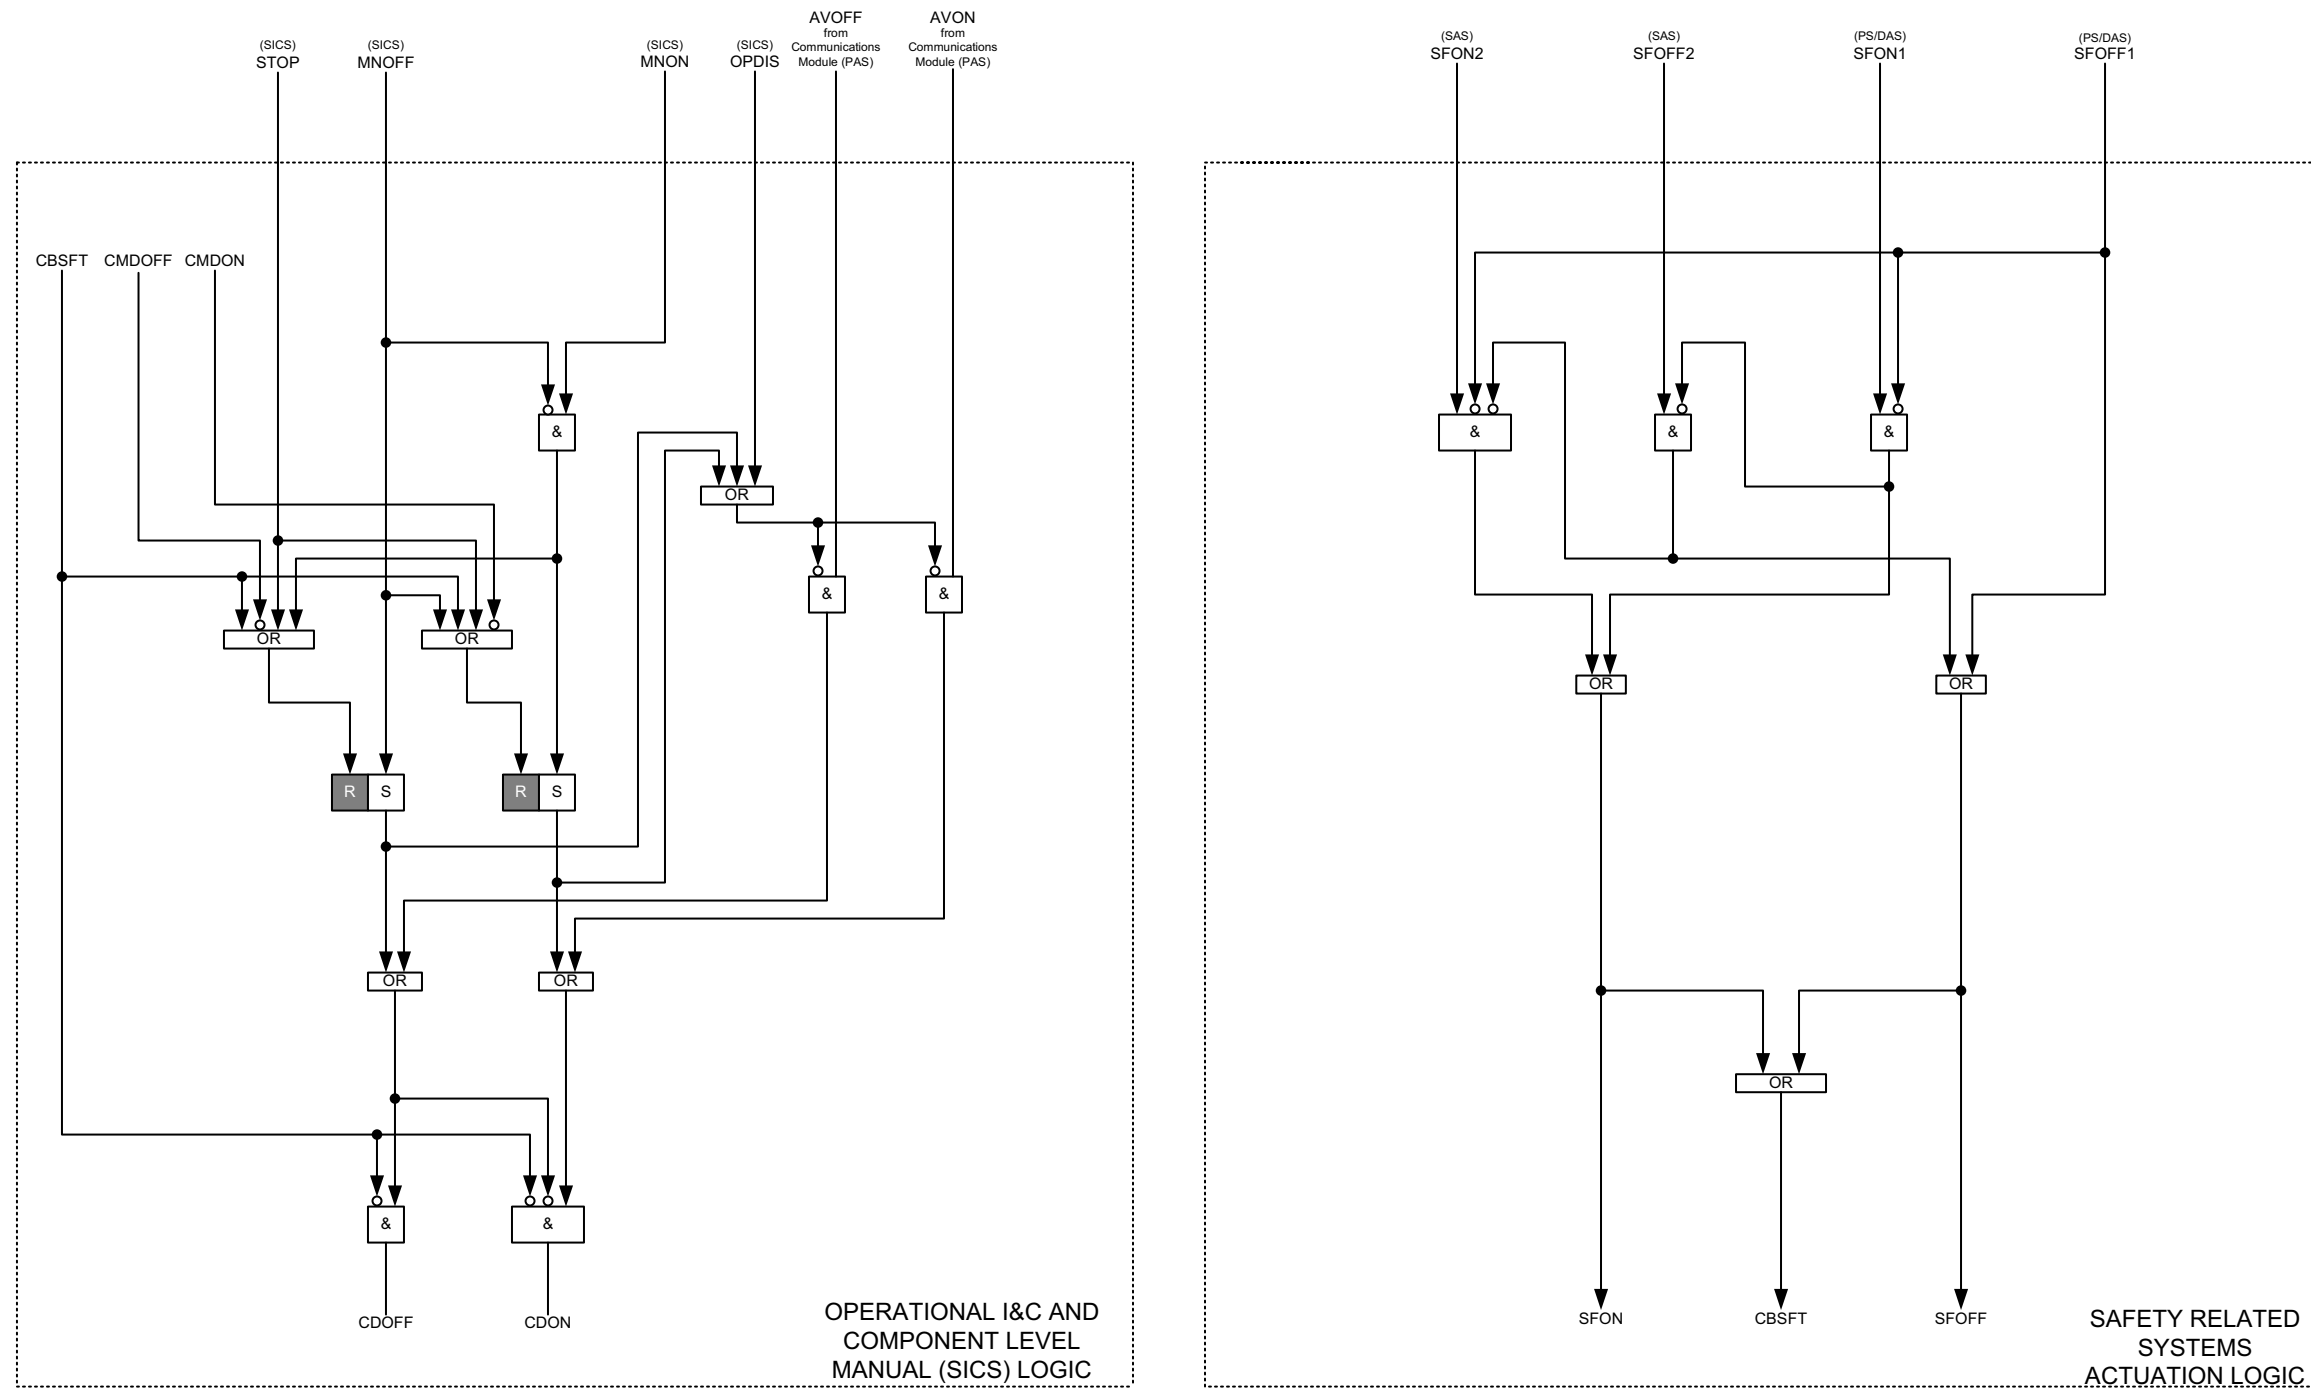 AVOFF
from
Communications
Module (PAS)
AVON
from
Communications
Module (PAS)
(SICS)
STOP
(SICS)
MNOFF
(SICS)
MNON
(SICS)
OPDIS
(SAS)
SFON2
(SAS)
SFOFF2
(PS/DAS)
SFON1
(PS/DAS)
SFOFF1
CBSFT
CMDOFF
CMDON
&
&
&
&
OR
&
&
OR
OR
OR
OR
R
S
R
S
OR
OR
OR
&
&
CDOFF
CDON
OPERATIONAL I&C AND
COMPONENT LEVEL
MANUAL (SICS) LOGIC
SFON
CBSFT
SFOFF
SAFETY RELATED
SYSTEMS
ACTUATION LOGIC